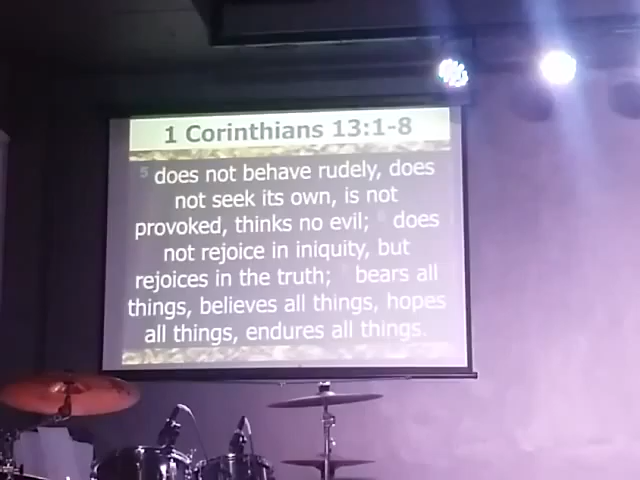 1 Corinthians 13:1-8
5 does not behave rudely, does
not seek its own, is not
provoked, thinks no evil; does
not rejoice in iniquity, but
rejoices in the truth; bears all
things, believes all things, hopes
all things, endures all things.